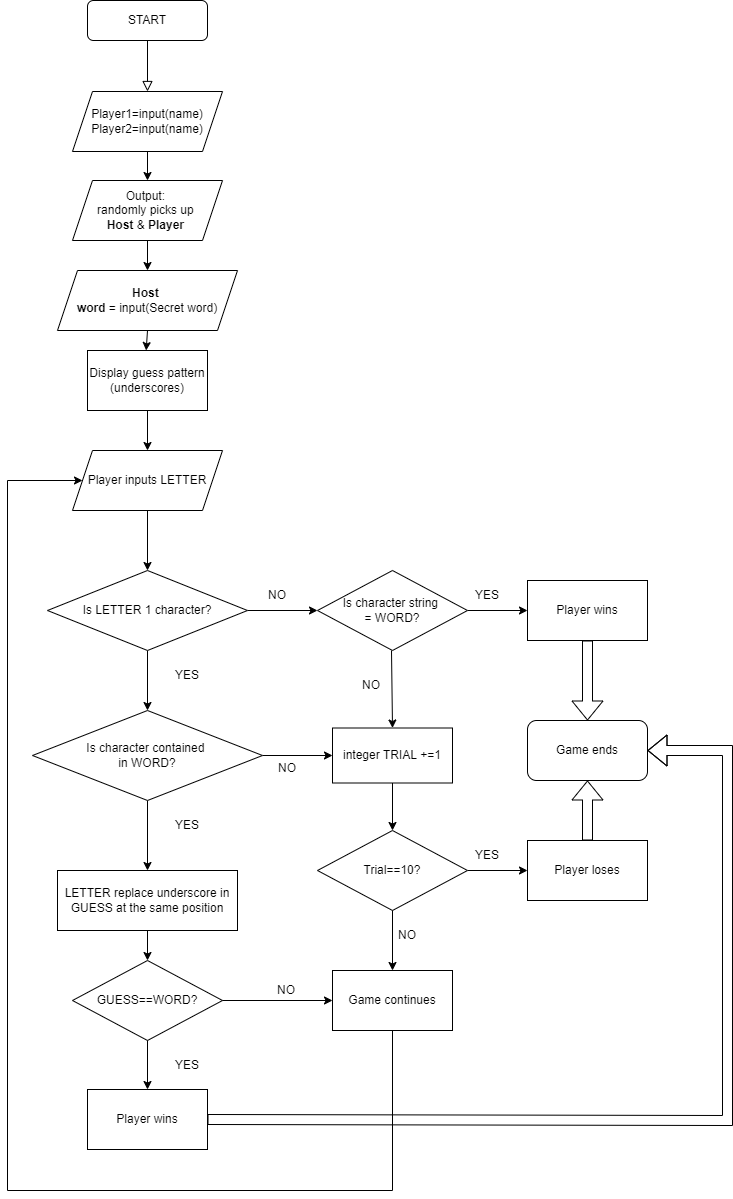 START
Player1=input(name)
Player2=input(name)
Output:
randomly picks up
Host & Player
Host
word = input(Secret word)
Display guess pattern
(underscores)
Player inputs LETTER
Is LETTER 1 character?
NO
Is character string
= WORD?
YES
Player wins
YES
NO
Is character contained
in WORD?
NO
integer TRIAL +=1
Game ends
YES
Trial==10?
YES
Player loses
LETTER replace underscore in
GUESS at the same position
NO
GUESS==WORD?
NO
Game continues
YES
Player wins